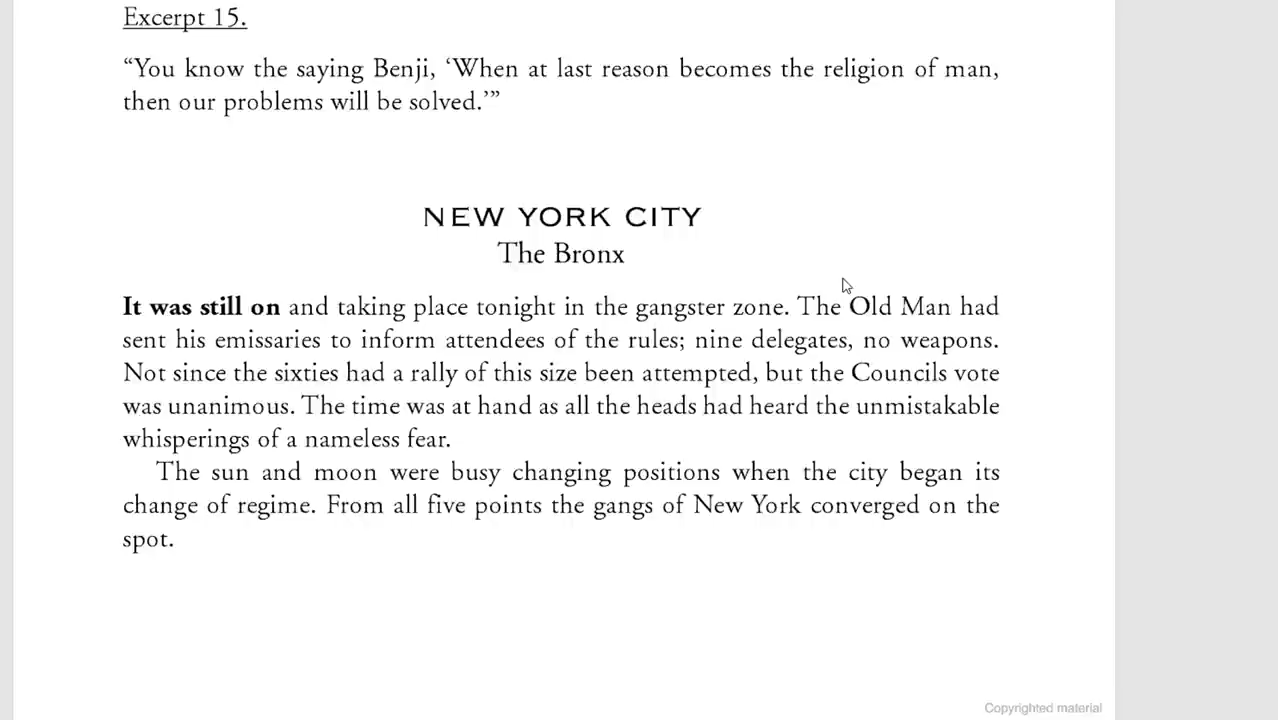 Excerpt 15.
“You know the saying Benji, ‘When at last reason becomes the religion of man,
then our problems will be solved.’”
NEW YORK CITY
The Bronx
It was still on and taking place tonight in the gangster zone. The Old Man had
sent his emissaries to inform attendees of the rules; nine delegates, no weapons.
Not since the sixties had a rally of this size been attempted, but the Councils vote
was unanimous. The time was at hand as all the heads had heard the unmistakable
whisperings of a nameless fear.
The sun and moon were busy changing positions when the city began its
change of regime. From all five points the gangs of New York converged on the
spot.
Copyrighted material